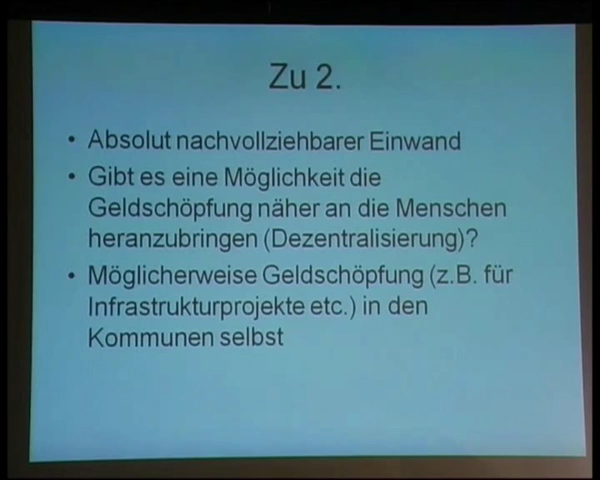 Zu 2.
• Absolut nachvollziehbarer Einwand
• Gibt es eine Möglichkeit die
Geldschöpfung näher an die Menschen
heranzubringen (Dezentralisierung)?
• Möglicherweise Geldschöpfung (z.B. für
Infrastrukturprojekte etc.) in den
Kommunen selbst